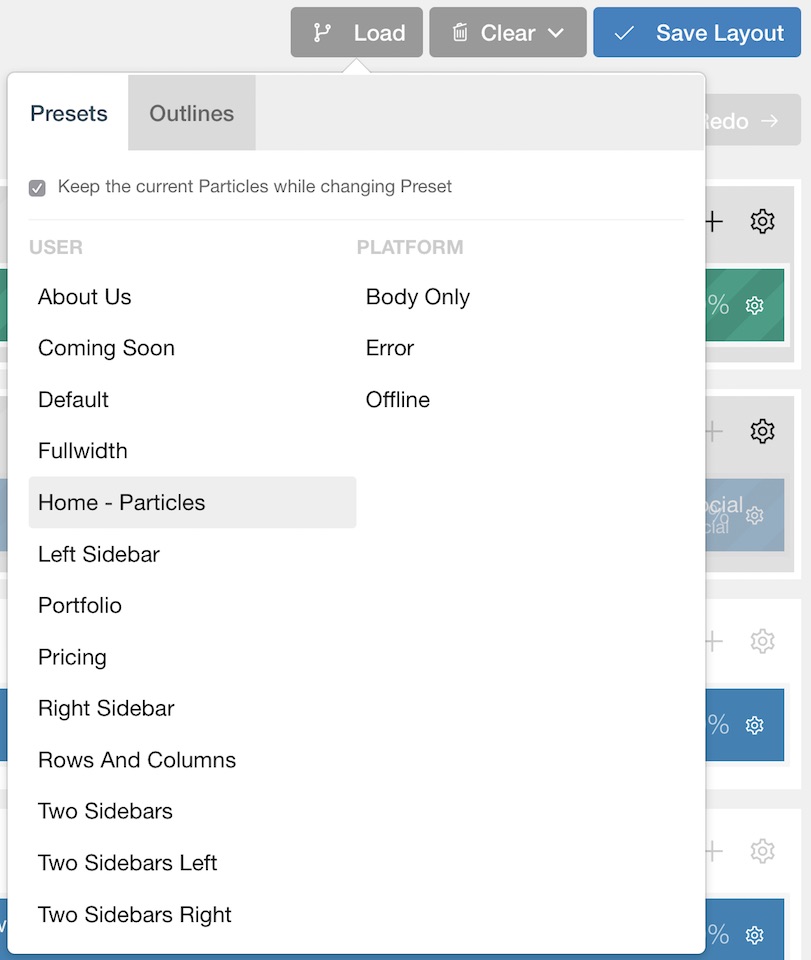 Load
Clear
Save Layout
Presets
Outlines
Redo
Keep the current Particles while changing Preset
USER
PLATFORM
About Us
Body Only
%
Coming Soon
Error
Default
Offline
Fullwidth
Home - Particles
%
Left Sidebar
Portfolio
Pricing
Right Sidebar
%
Rows And Columns
Two Sidebars
Two Sidebars Left
Two Sidebars Right
%